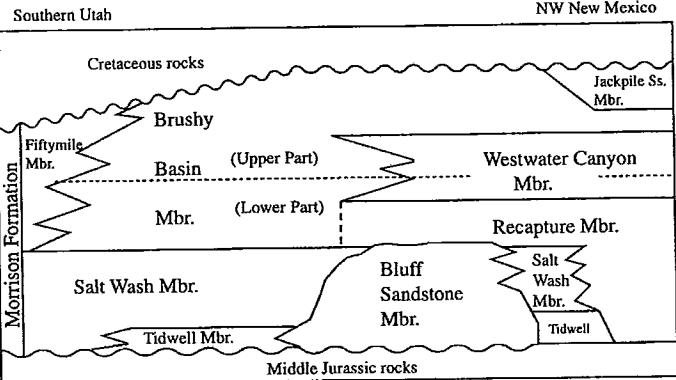 Southern Utah
NW New Mexico
Cretaceous rocks
Jackpile Ss.
Mbr.
Brushy
Fiftymile
Mbr.
Basin
(Upper Part)
Westwater Canyon
Mbr.
Mbr.
(Lower Part)
Recapture Mbr.
Morrison Formation
Salt Wash Mbr.
Bluff
Sandstone
Mbr.
Salt
Wash
Mbr.
Tidwell Mbr.
Tidwell
Middle Jurassic rocks